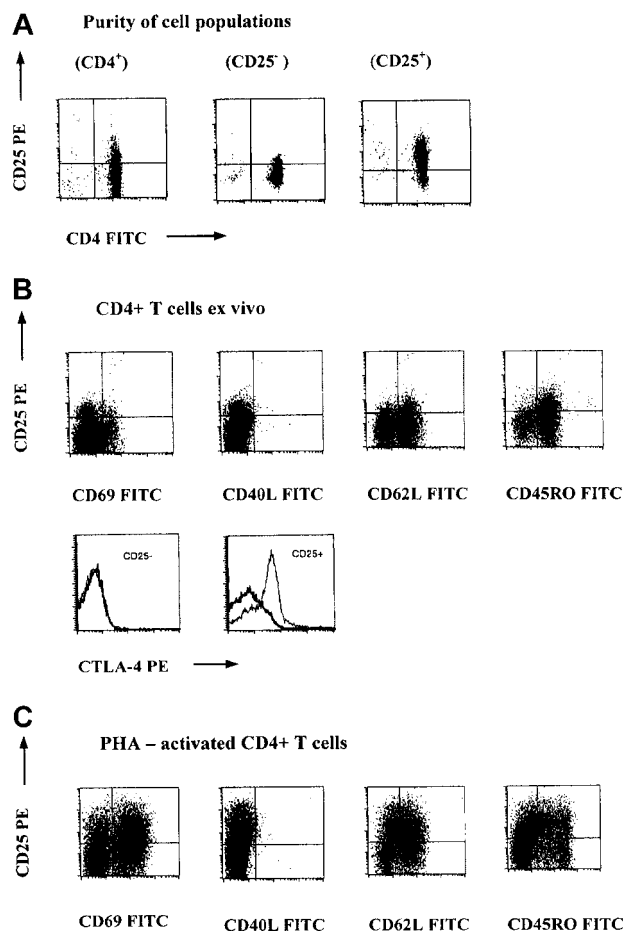 A
Purity of cell populations
(CD4+)
(CD25-)
(CD25+)
CD25 PE
CD4 FITC
B
CD4+ T cells ex vivo
CD25 PE
CD69 FITC
CD40L FITC
CD62L FITC
CD45RO FITC
CD25-
CD25+
CTLA-4 PE
C
PHA – activated CD4+ T cells
CD25 PE
CD69 FITC
CD40L FITC
CD62L FITC
CD45RO FITC